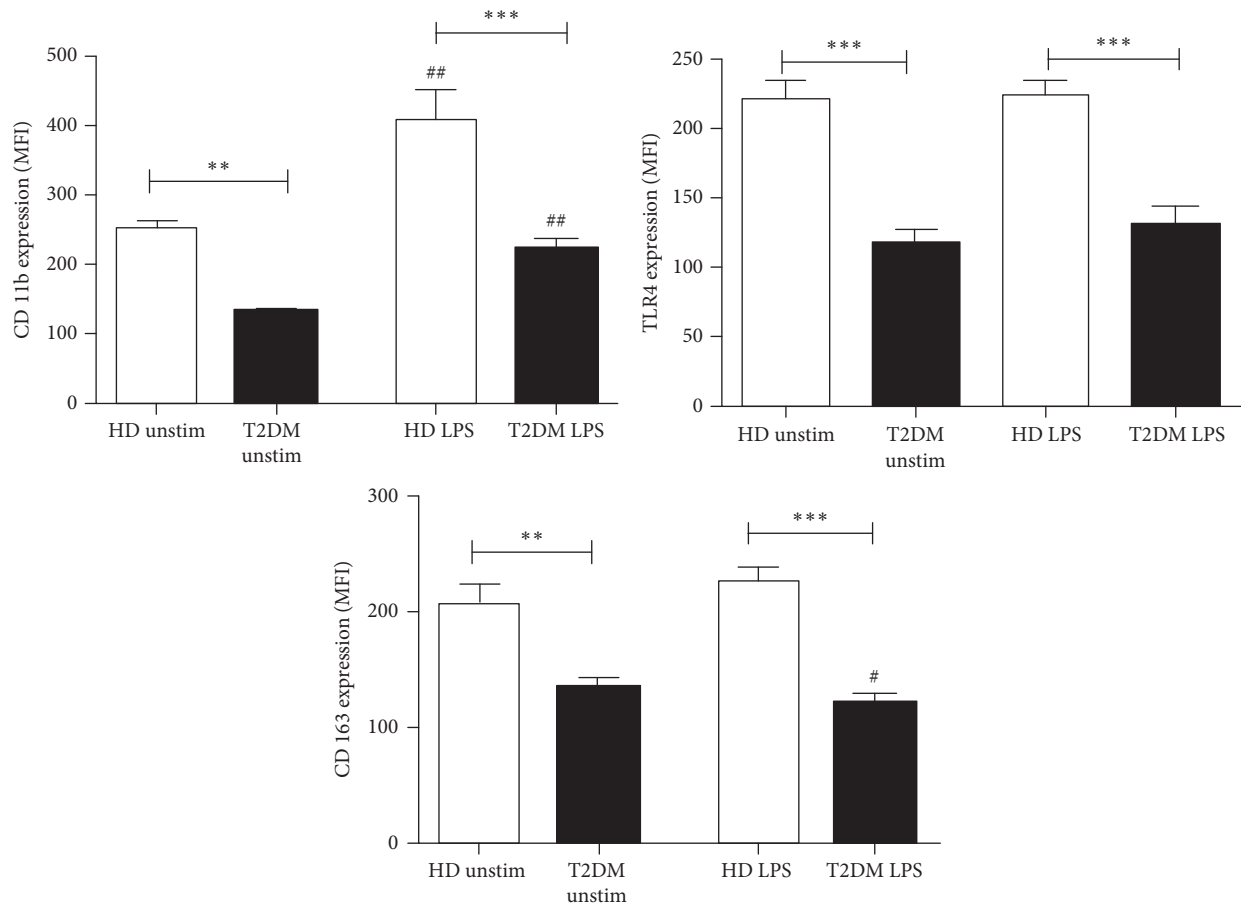 CD 11b expression (MFI)
500
400
300
200
100
0
**
***
##
##
HD unstim
T2DM
unstim
HD LPS
T2DM LPS
TLR4 expression (MFI)
250
200
150
100
50
0
***
***
HD unstim
T2DM
unstim
HD LPS
T2DM LPS
CD 163 expression (MFI)
300
200
100
0
**
***
#
HD unstim
T2DM
unstim
HD LPS
T2DM LPS